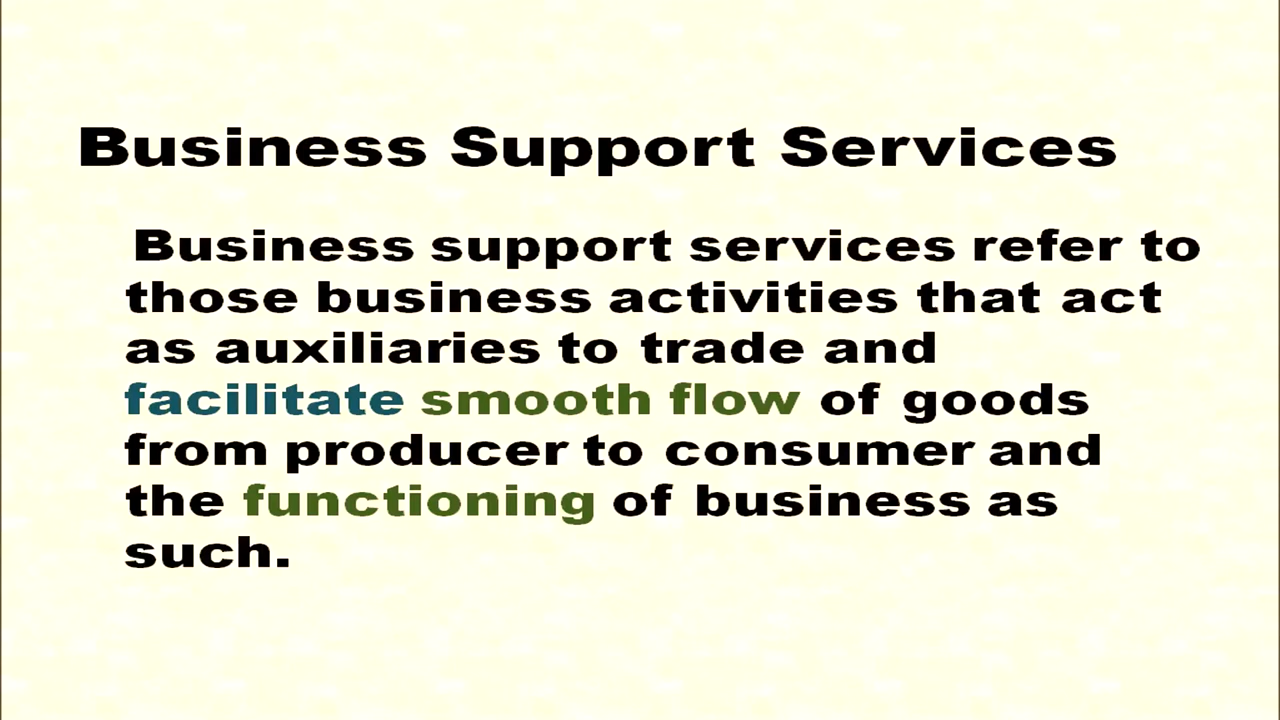 Business Support Services
Business support services refer to
those business activities that act
as auxiliaries to trade and
facilitate smooth flow of goods
from producer to consumer and
the functioning of business as
such.